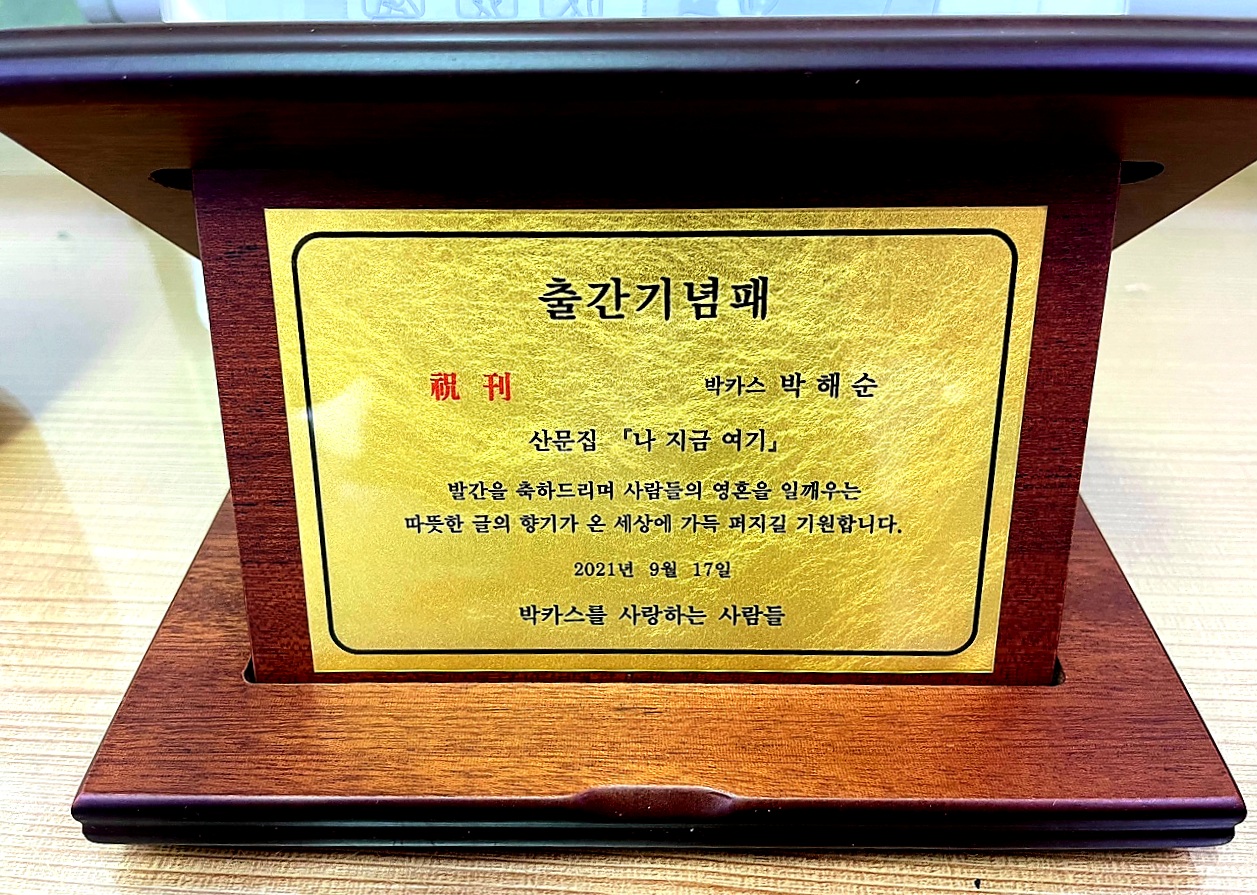 출간기념패
祝 刊 박카스 박해순
산문집 「나 지금 여기」
발간을 축하드리며 사람들의 영혼을 일깨우는
따뜻한 글의 향기가 온 세상에 가득 퍼지길 기원합니다.
2021년 9월 17일
박카스를 사랑하는 사람들